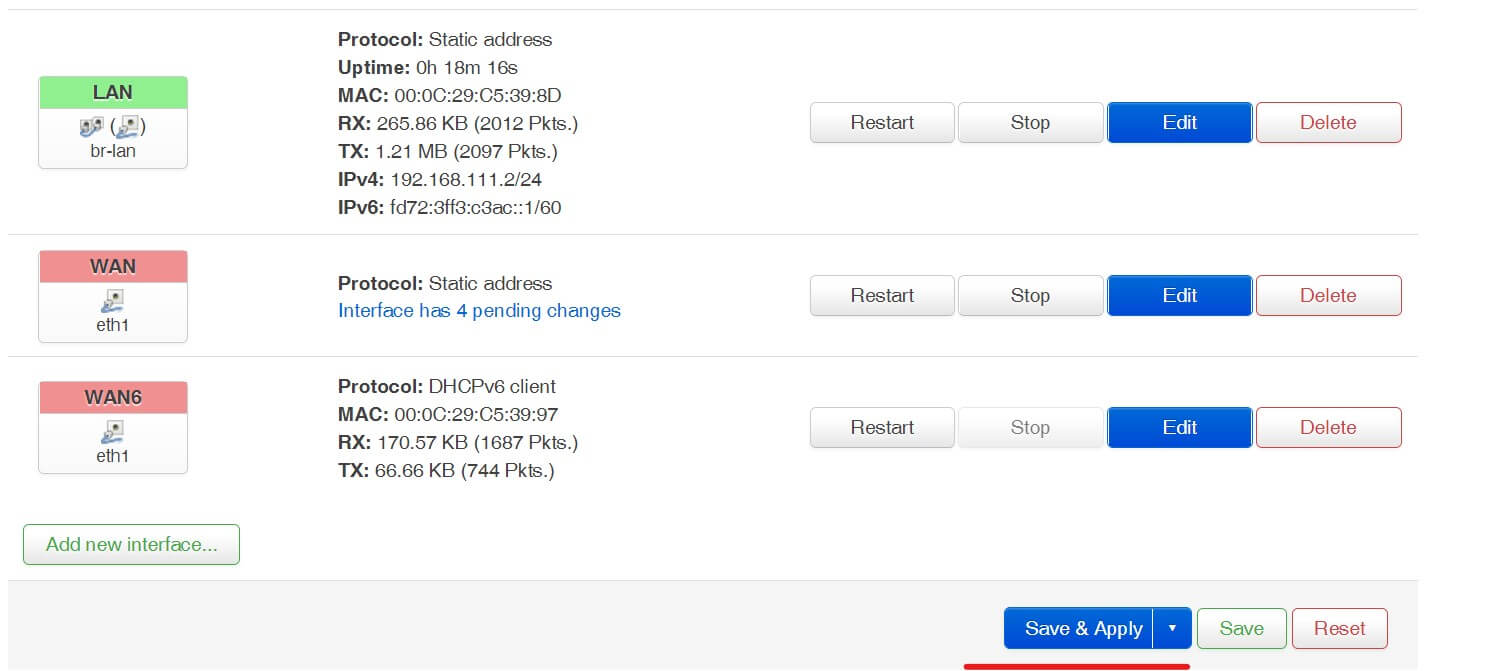 LAN
br-lan
Protocol: Static address
Uptime: 0h 18m 16s
MAC: 00:0C:29:C5:39:8D
RX: 265.86 KB (2012 Pkts.)
TX: 1.21 MB (2097 Pkts.)
IPv4: 192.168.111.2/24
IPv6: fd72:3ff3:c3ac::1/60
Restart Stop Edit Delete
WAN
eth1
Protocol: Static address
Interface has 4 pending changes
Restart Stop Edit Delete
WAN6
eth1
Protocol: DHCPv6 client
MAC: 00:0C:29:C5:39:97
RX: 170.57 KB (1687 Pkts.)
TX: 66.66 KB (744 Pkts.)
Restart Stop Edit Delete
Add new interface...
Save & Apply Save Reset